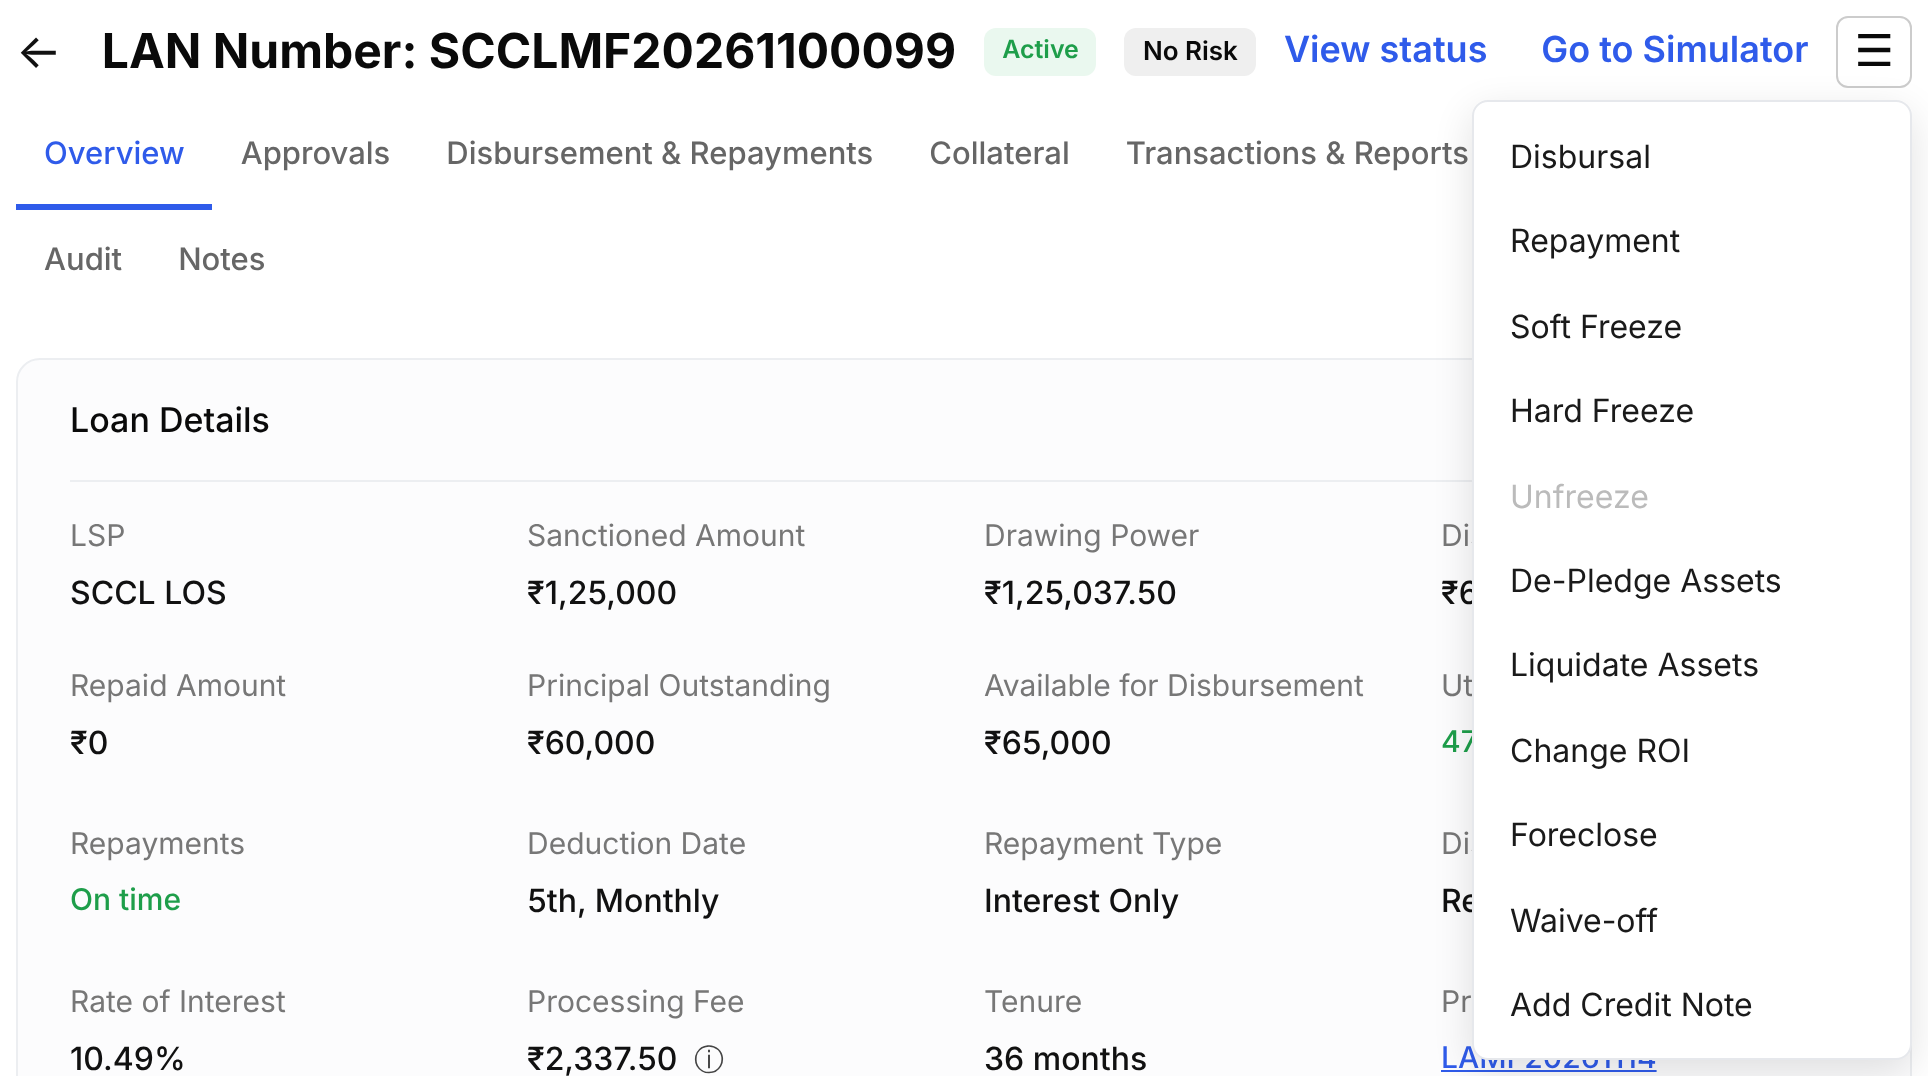 LAN Number: SCCLMF20261100099 Active No Risk View status Go to Simulator
Overview Approvals Disbursement & Repayments Collateral Transactions & Reports
Audit Notes
Disbursal
Repayment
Soft Freeze
Hard Freeze
Unfreeze
De-Pledge Assets
Liquidate Assets
Change ROI
Foreclose
Waive-off
Add Credit Note
Loan Details
LSP Sanctioned Amount Drawing Power
SCCL LOS ₹1,25,000 ₹1,25,037.50
Repaid Amount Principal Outstanding Available for Disbursement
₹0 ₹60,000 ₹65,000
Repayments Deduction Date Repayment Type
On time 5th, Monthly Interest Only
Rate of Interest Processing Fee Tenure
10.49% ₹2,337.50 36 months